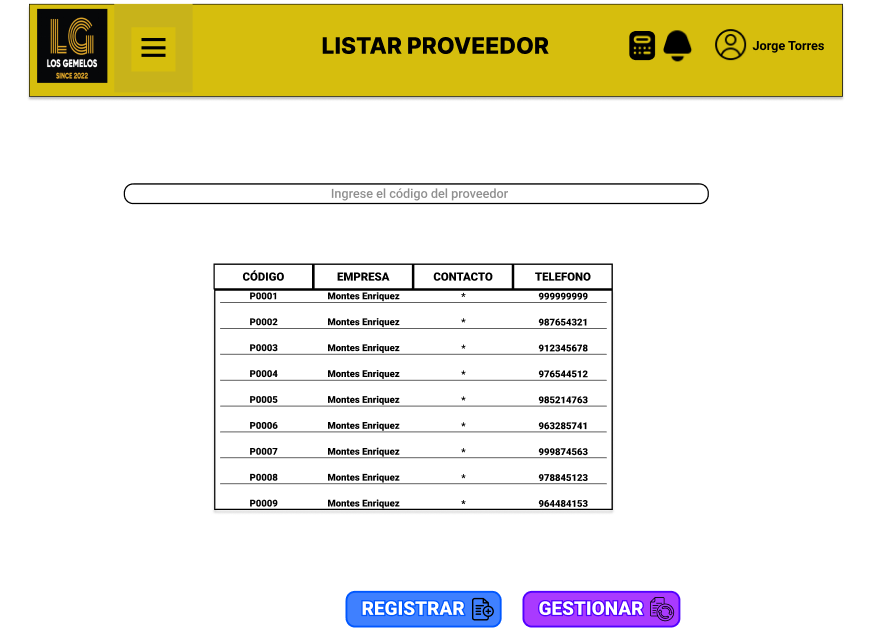 LG
LOS GEMELOS
SINCE 2022
LISTAR PROVEEDOR
Jorge Torres
Ingrese el código del proveedor
CÓDIGO EMPRESA CONTACTO TELEFONO
P0001 Montes Enriquez * 999999999
P0002 Montes Enriquez * 987654321
P0003 Montes Enriquez * 912345678
P0004 Montes Enriquez * 976544512
P0005 Montes Enriquez * 985214763
P0006 Montes Enriquez * 963285741
P0007 Montes Enriquez * 999874563
P0008 Montes Enriquez * 978845123
P0009 Montes Enriquez * 964484153
REGISTRAR GESTIONAR